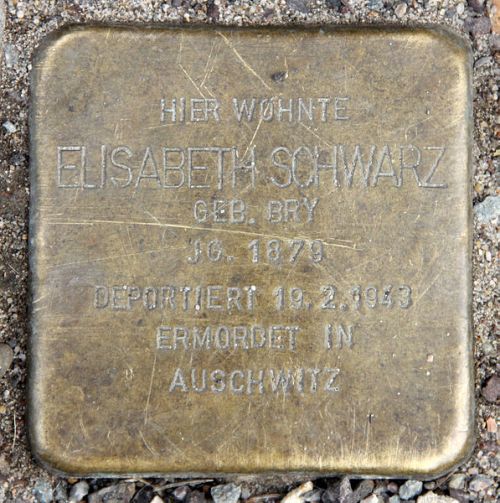 HIER WOHNTE
ELISABETH SCHWARZ
GEB. BRY
JG. 1879
DEPORTIERT 19.2.1943
ERMORDET IN
AUSCHWITZ